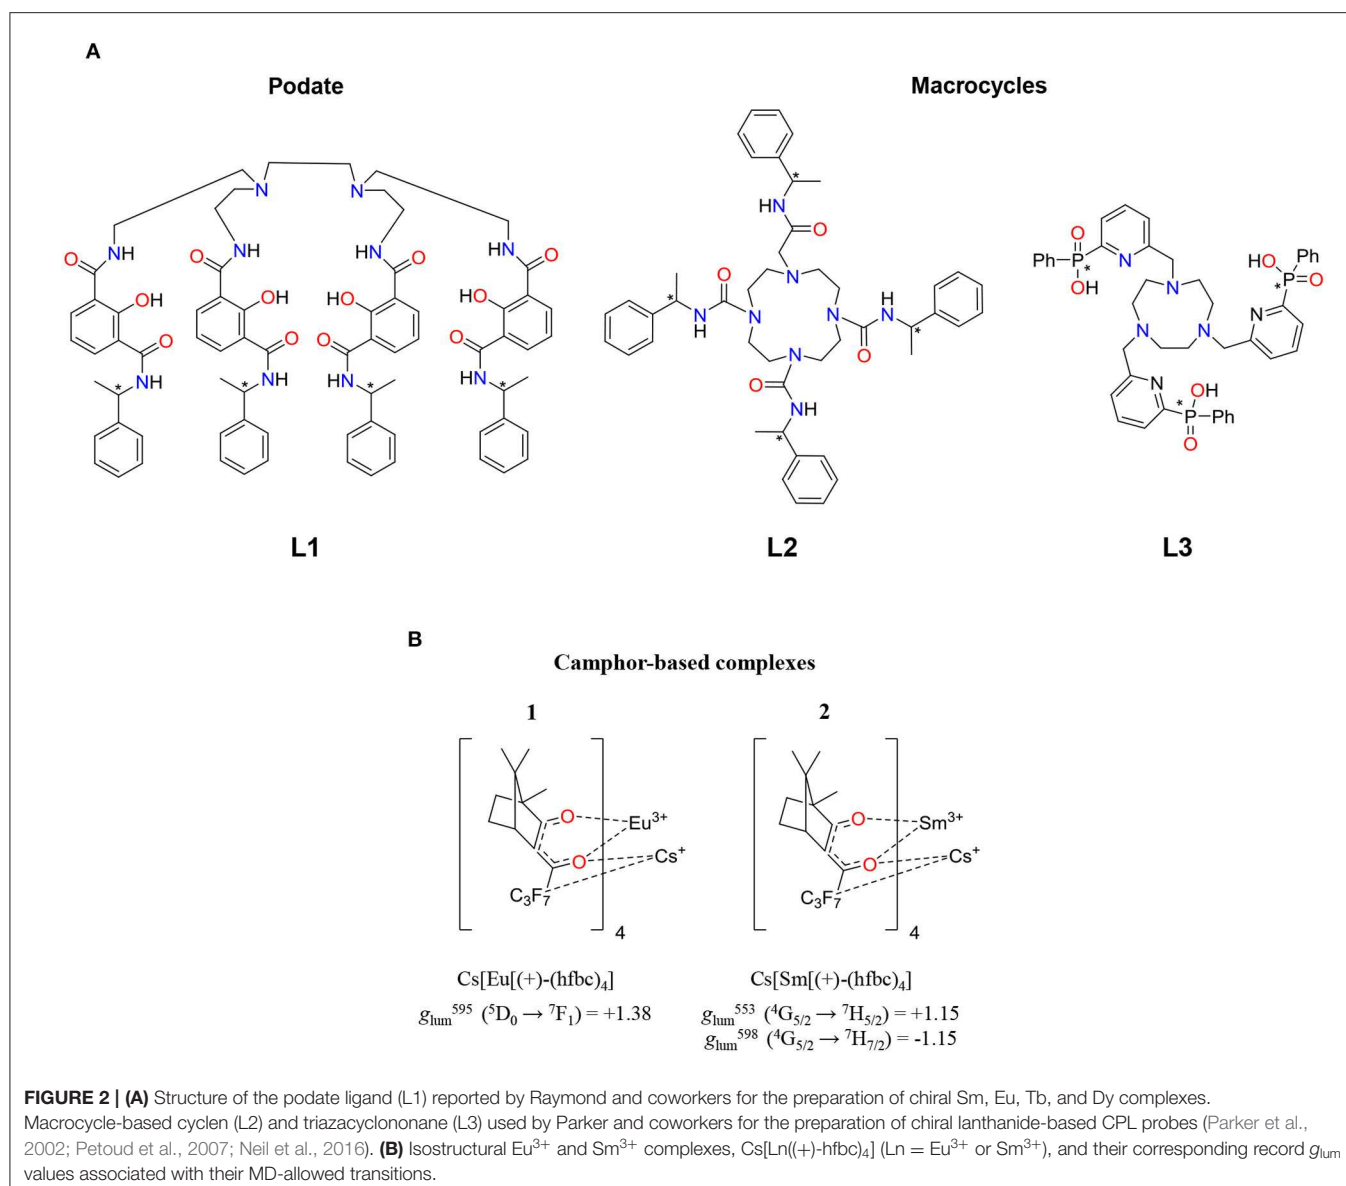 A
Podate
Macrocycles
N N
NH NH NH NH
O O O O
OH OH HO HO
O O O O
NH NH NH NH
* * * *
L1
*
HN
O
N
O
* N
H
N N
H
N *
O
N
O
HN
*
L2
O
Ph P
* N
OH
N
Ph
HO P
* O
N
N N
N
OH
* P Ph
O
L3
B
Camphor-based complexes
1
2
O Eu3+
O Cs+
C3F7
4
O Sm3+
O Cs+
C3F7
4
Cs[Eu[(+)-(hfbc)4]
glum595 (5D0 → 7F1) = +1.38
Cs[Sm[(+)-(hfbc)4]
glum553 (4G5/2 → 7H5/2) = +1.15
glum598 (4G5/2 → 7H7/2) = -1.15
FIGURE 2 | (A) Structure of the podate ligand (L1) reported by Raymond and coworkers for the preparation of chiral Sm, Eu, Tb, and Dy complexes.
Macrocycle-based cyclen (L2) and triazacyclononane (L3) used by Parker and coworkers for the preparation of chiral lanthanide-based CPL probes (Parker et al.,
2002; Petoud et al., 2007; Neil et al., 2016). (B) Isostructural Eu3+ and Sm3+ complexes, Cs[Ln((+)-hfbc)4] (Ln = Eu3+ or Sm3+), and their corresponding record glum
values associated with their MD-allowed transitions.